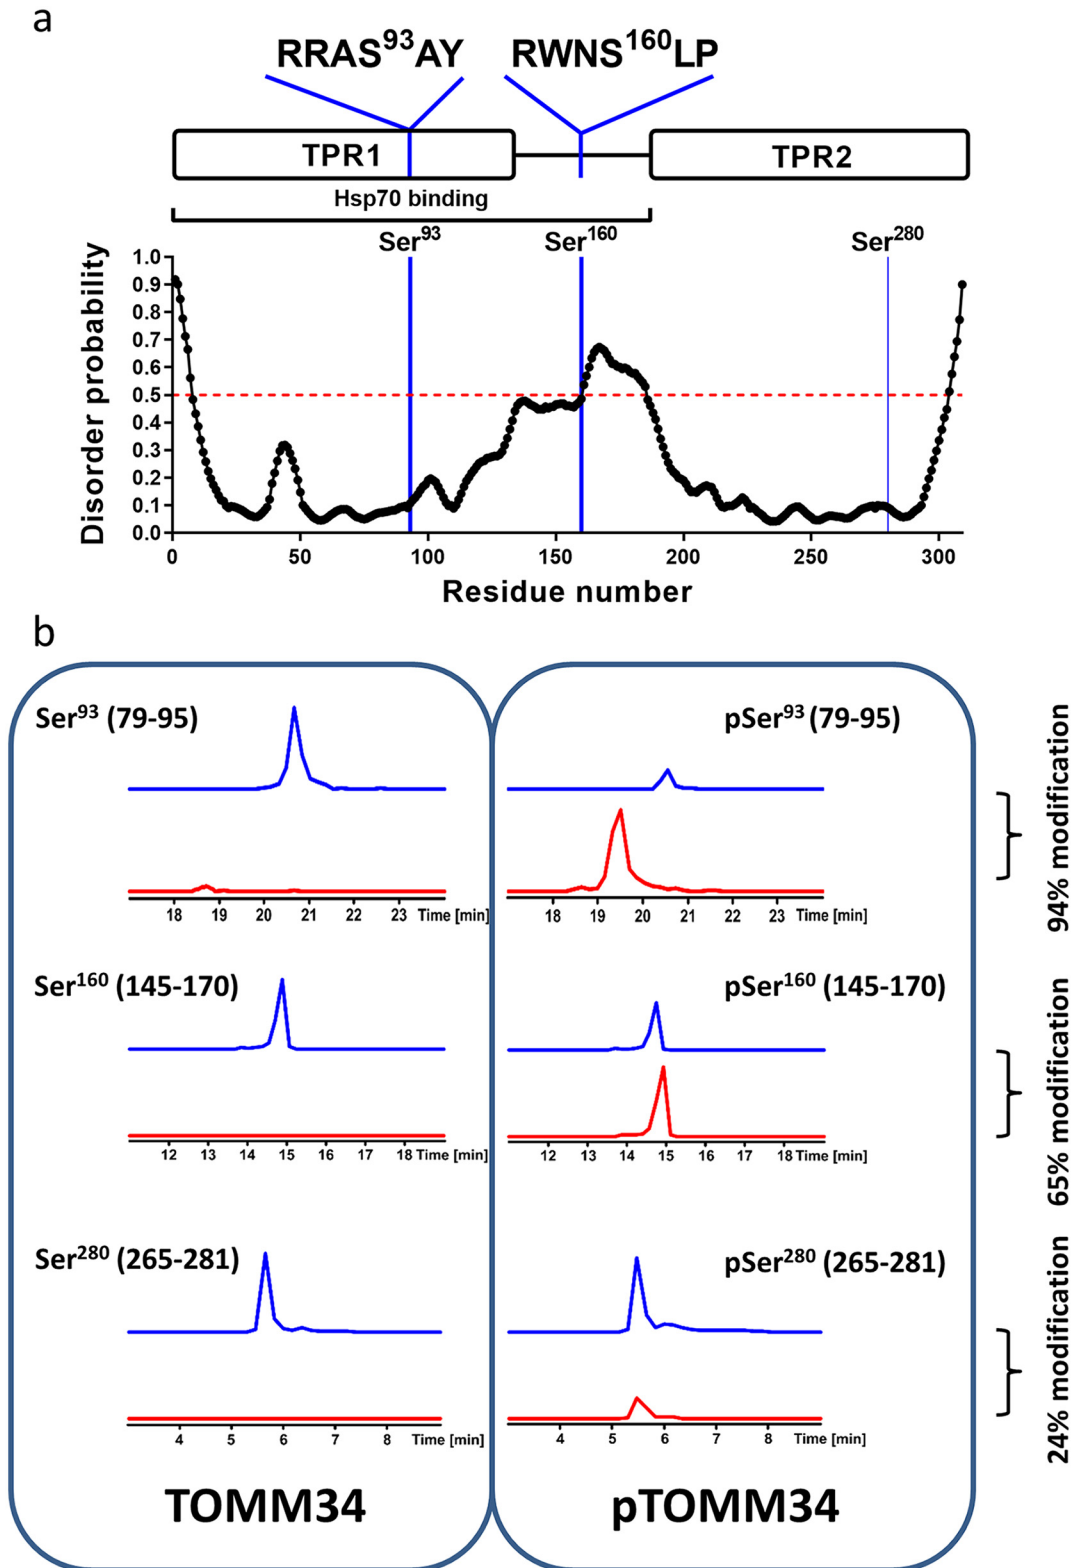 a
RRAS⁹³AY RWNS¹⁶⁰LP
TPR1 TPR2
Hsp70 binding
Ser⁹³ Ser¹⁶⁰ Ser²⁸⁰
Disorder probability
1.0
0.9
0.8
0.7
0.6
0.5
0.4
0.3
0.2
0.1
0.0
0 50 100 150 200 250 300
Residue number
b
Ser⁹³ (79-95) pSer⁹³ (79-95)
94% modification
18 19 20 21 22 23 Time [min] 18 19 20 21 22 23 Time [min]
Ser¹⁶⁰ (145-170) pSer¹⁶⁰ (145-170)
65% modification
12 13 14 15 16 17 18 Time [min] 12 13 14 15 16 17 18 Time [min]
Ser²⁸⁰ (265-281) pSer²⁸⁰ (265-281)
24% modification
4 5 6 7 8 Time [min] 4 5 6 7 8 Time [min]
TOMM34 pTOMM34